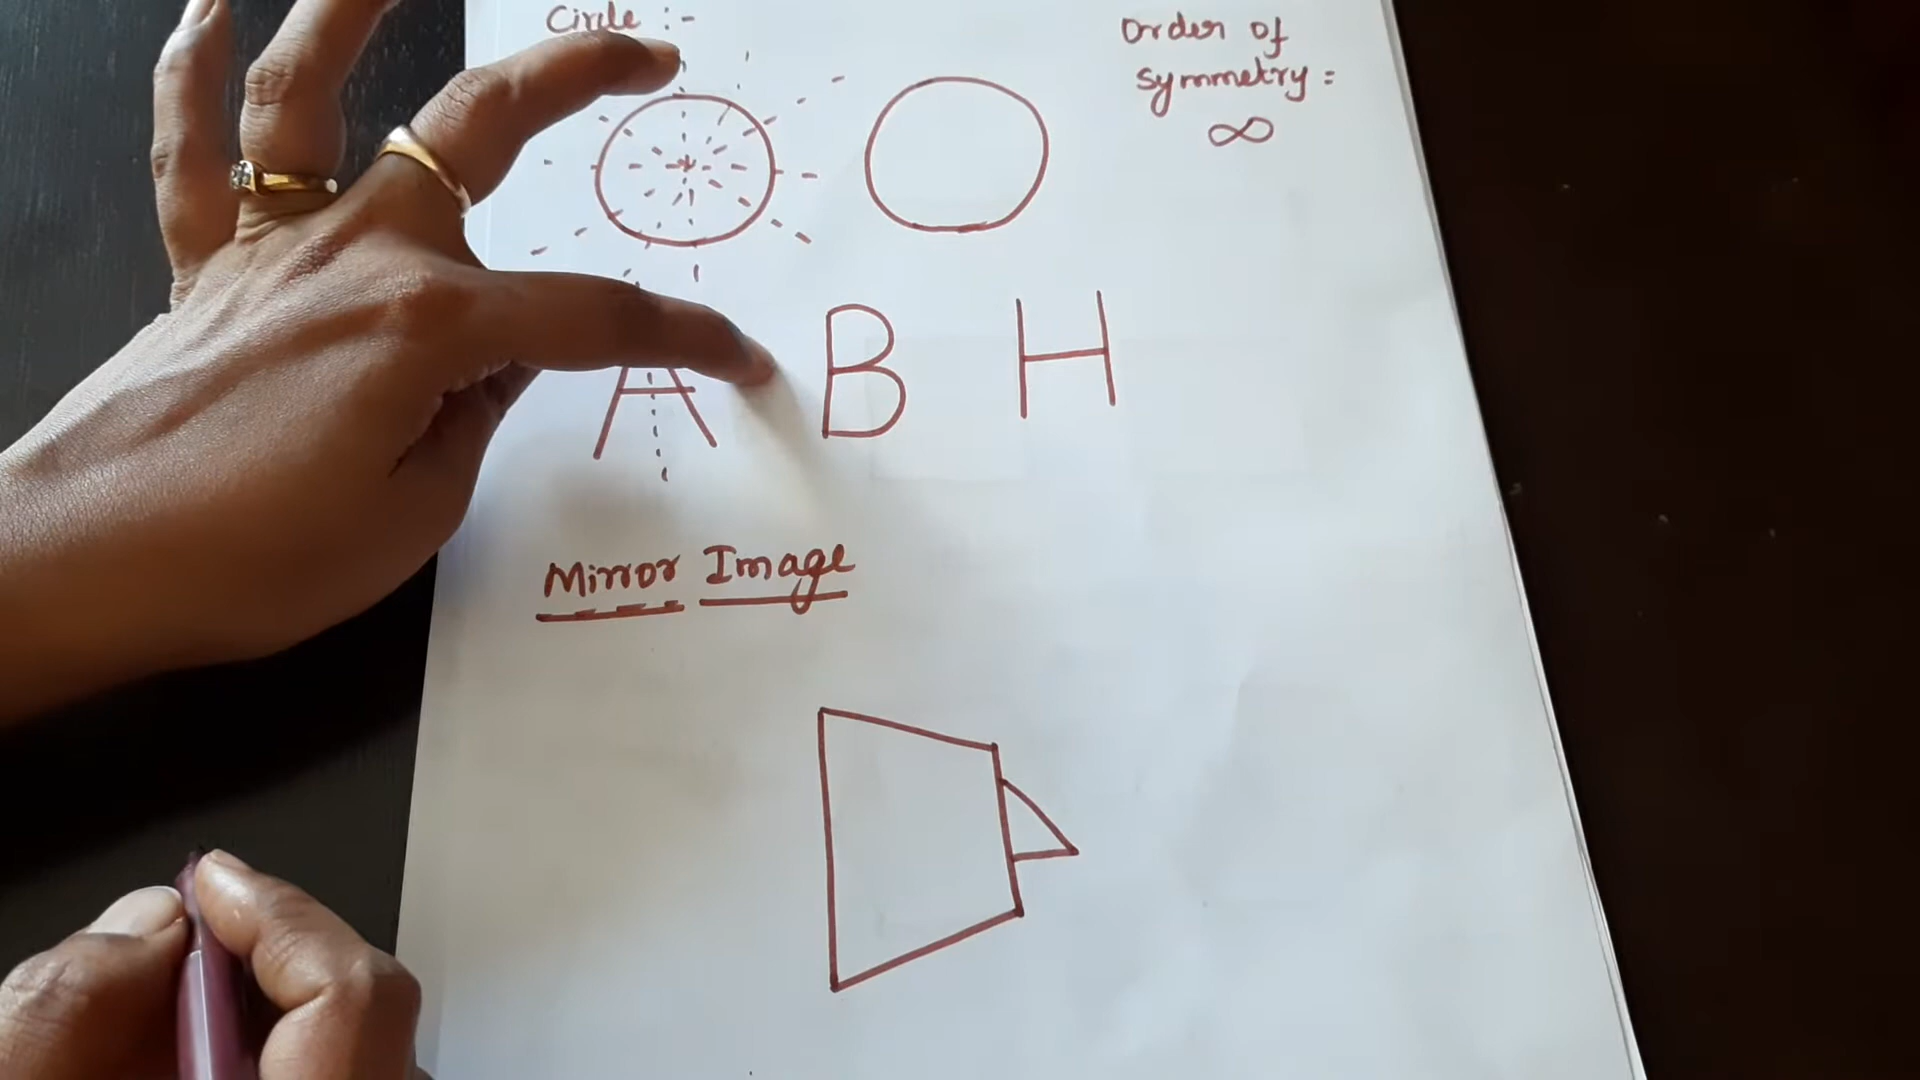 Circle :-
Order of
Symmetry =
∞
A B H
Mirror Image